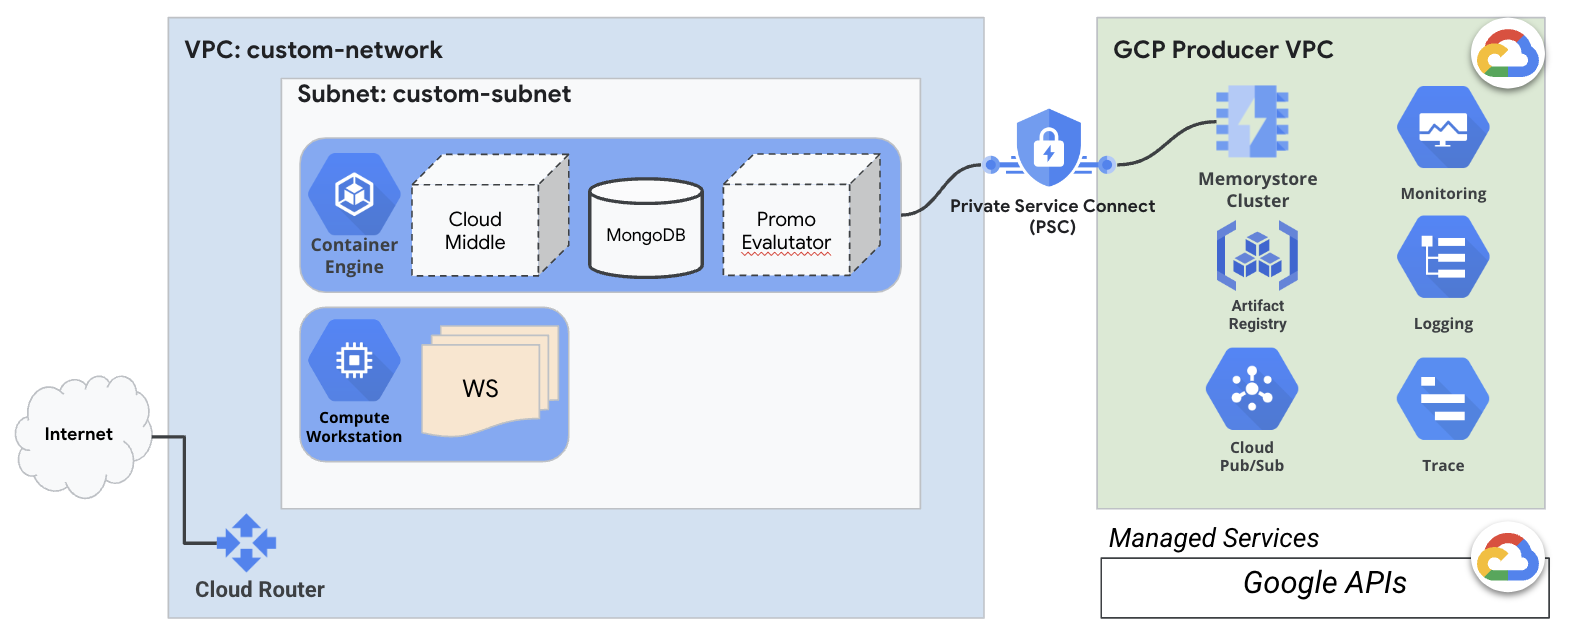 VPC: custom-network
Subnet: custom-subnet
Container
Engine
Cloud
Middle
MongoDB
Promo
Evalutator
Compute
Workstation
WS
Internet
Cloud Router
Private Service Connect
(PSC)
GCP Producer VPC
Memorystore
Cluster
Monitoring
Artifact
Registry
Logging
Cloud
Pub/Sub
Trace
Managed Services
Google APIs